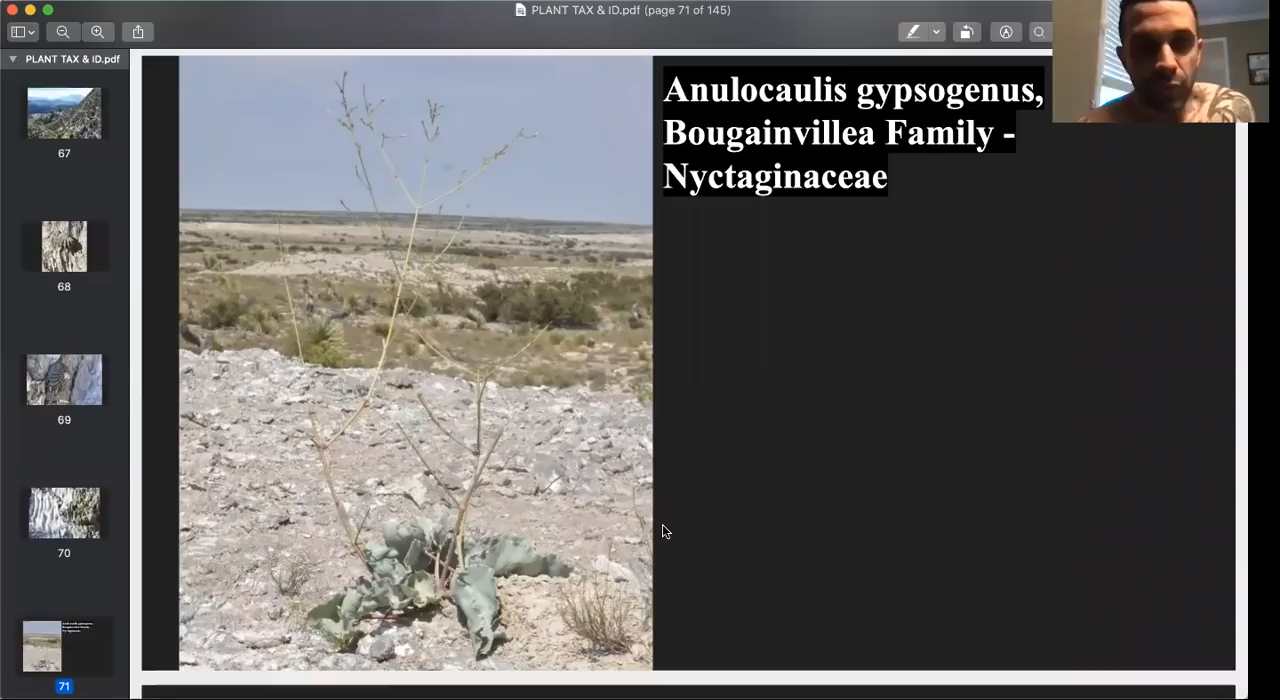 PLANT TAX & ID.pdf (page 71 of 145)
PLANT TAX & ID.pdf
67
68
69
70
71
Anulocaulis gypsogenus,
Bougainvillea Family -
Nyctaginaceae